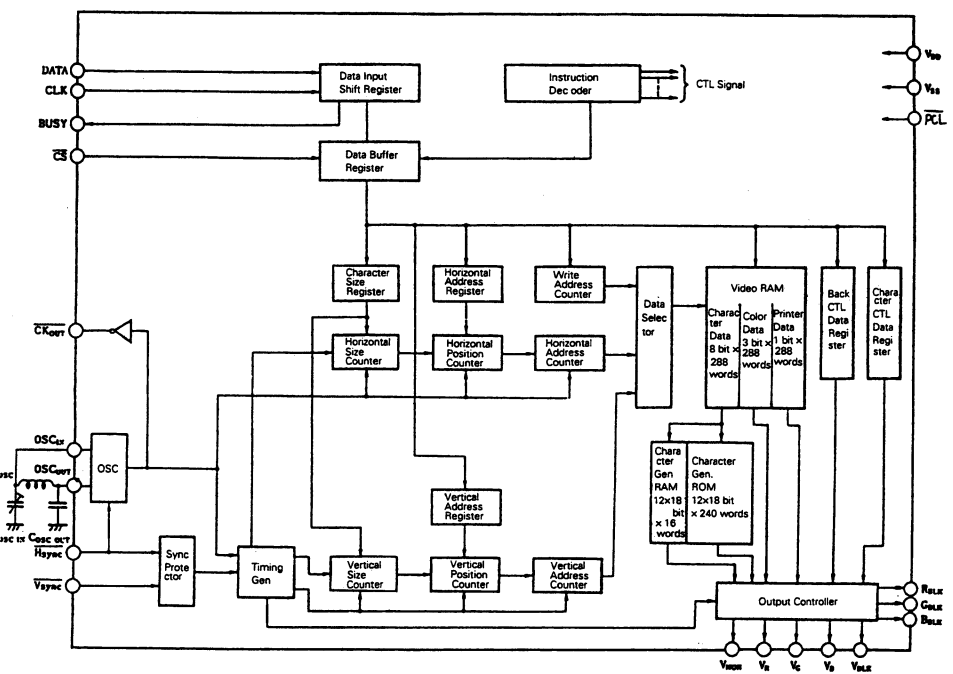 DATA
CLK
BUSY
CS
Data Input
Shift Register
Instruction
Dec oder
CTL Signal
VDD
VSS
PCL
Data Buffer
Register
Character
Size
Register
Horizontal
Address
Register
Write
Address
Counter
Data
Selec
tor
Video RAM
Charac
ter
Data
8 bit ×
288
words
Color
Data
3 bit ×
288
words
Printer
Data
1 bit ×
288
words
Back
CTL
Data
Regi
ster
Chara
cter
CTL
Data
Regi
ster
CKOUT
Horizontal
Size
Counter
Horizontal
Position
Counter
Horizontal
Address
Counter
OSCIN
OSCOUT
OSC
OSC
OSC IN COSC OUT
HSYNC
VSYNC
Sync
Prote
ctor
Timing
Gen
Vertical
Address
Register
Vertical
Size
Counter
Vertical
Position
Counter
Vertical
Address
Counter
Chara
cter
Gen
RAM
12×18
bit
× 16
words
Character
Gen.
ROM
12×18 bit
× 240 words
Output Controller
RBLK
GBLK
BBLK
VMON
VR
VG
VB
VBLK